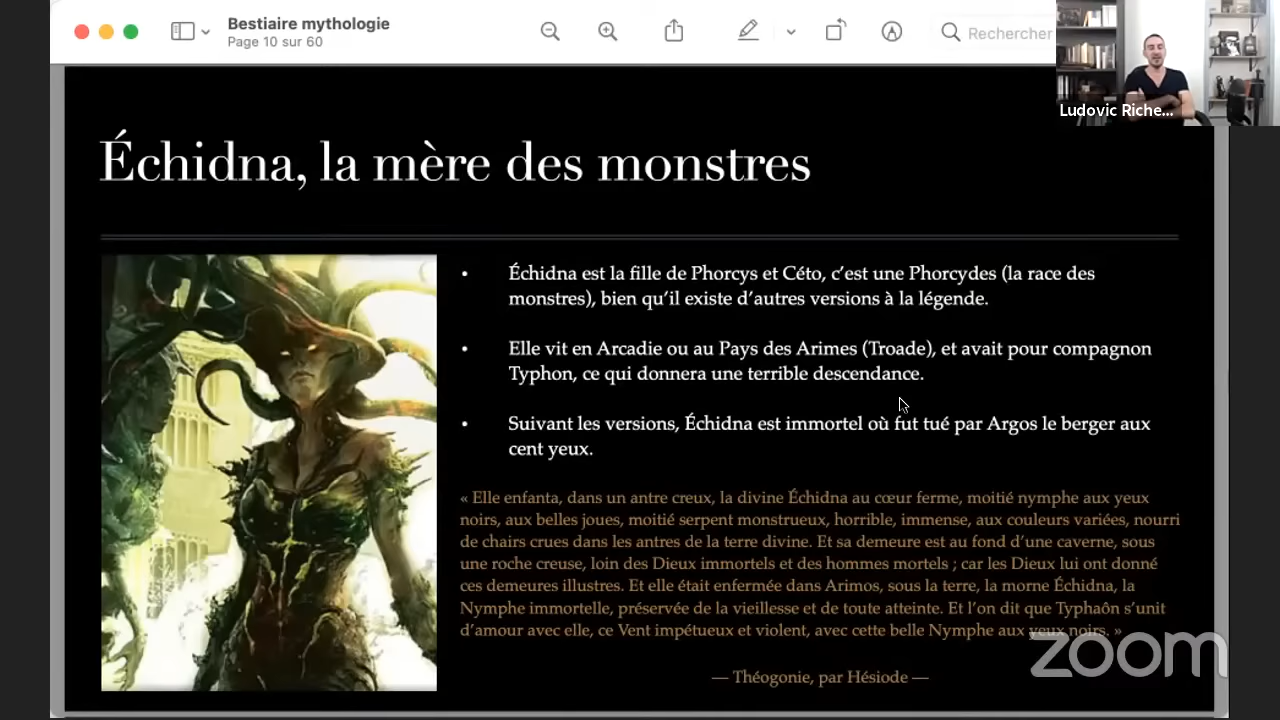 Bestiaire mythologie
Page 10 sur 60
Rechercher
Ludovic Riche...
Échidna, la mère des monstres
• Échidna est la fille de Phorcys et Céto, c’est une Phorcydes (la race des
monstres), bien qu’il existe d’autres versions à la légende.
• Elle vit en Arcadie ou au Pays des Arimes (Troade), et avait pour compagnon
Typhon, ce qui donnera une terrible descendance.
• Suivant les versions, Échidna est immortel où fut tué par Argos le berger aux
cent yeux.
« Elle enfanta, dans un antre creux, la divine Échidna au cœur ferme, moitié nymphe aux yeux
noirs, aux belles joues, moitié serpent monstrueux, horrible, immense, aux couleurs variées, nourri
de chairs crues dans les antres de la terre divine. Et sa demeure est au fond d’une caverne, sous
une roche creuse, loin des Dieux immortels et des hommes mortels ; car les Dieux lui ont donné
ces demeures illustres. Et elle était enfermée dans Arimos, sous la terre, la morne Échidna, la
Nymphe immortelle, préservée de la vieillesse et de toute atteinte. Et l’on dit que Typhaôn s’unit
d’amour avec elle, ce Vent impétueux et violent, avec cette belle Nymphe aux yeux noirs. »
zoom
— Théogonie, par Hésiode —